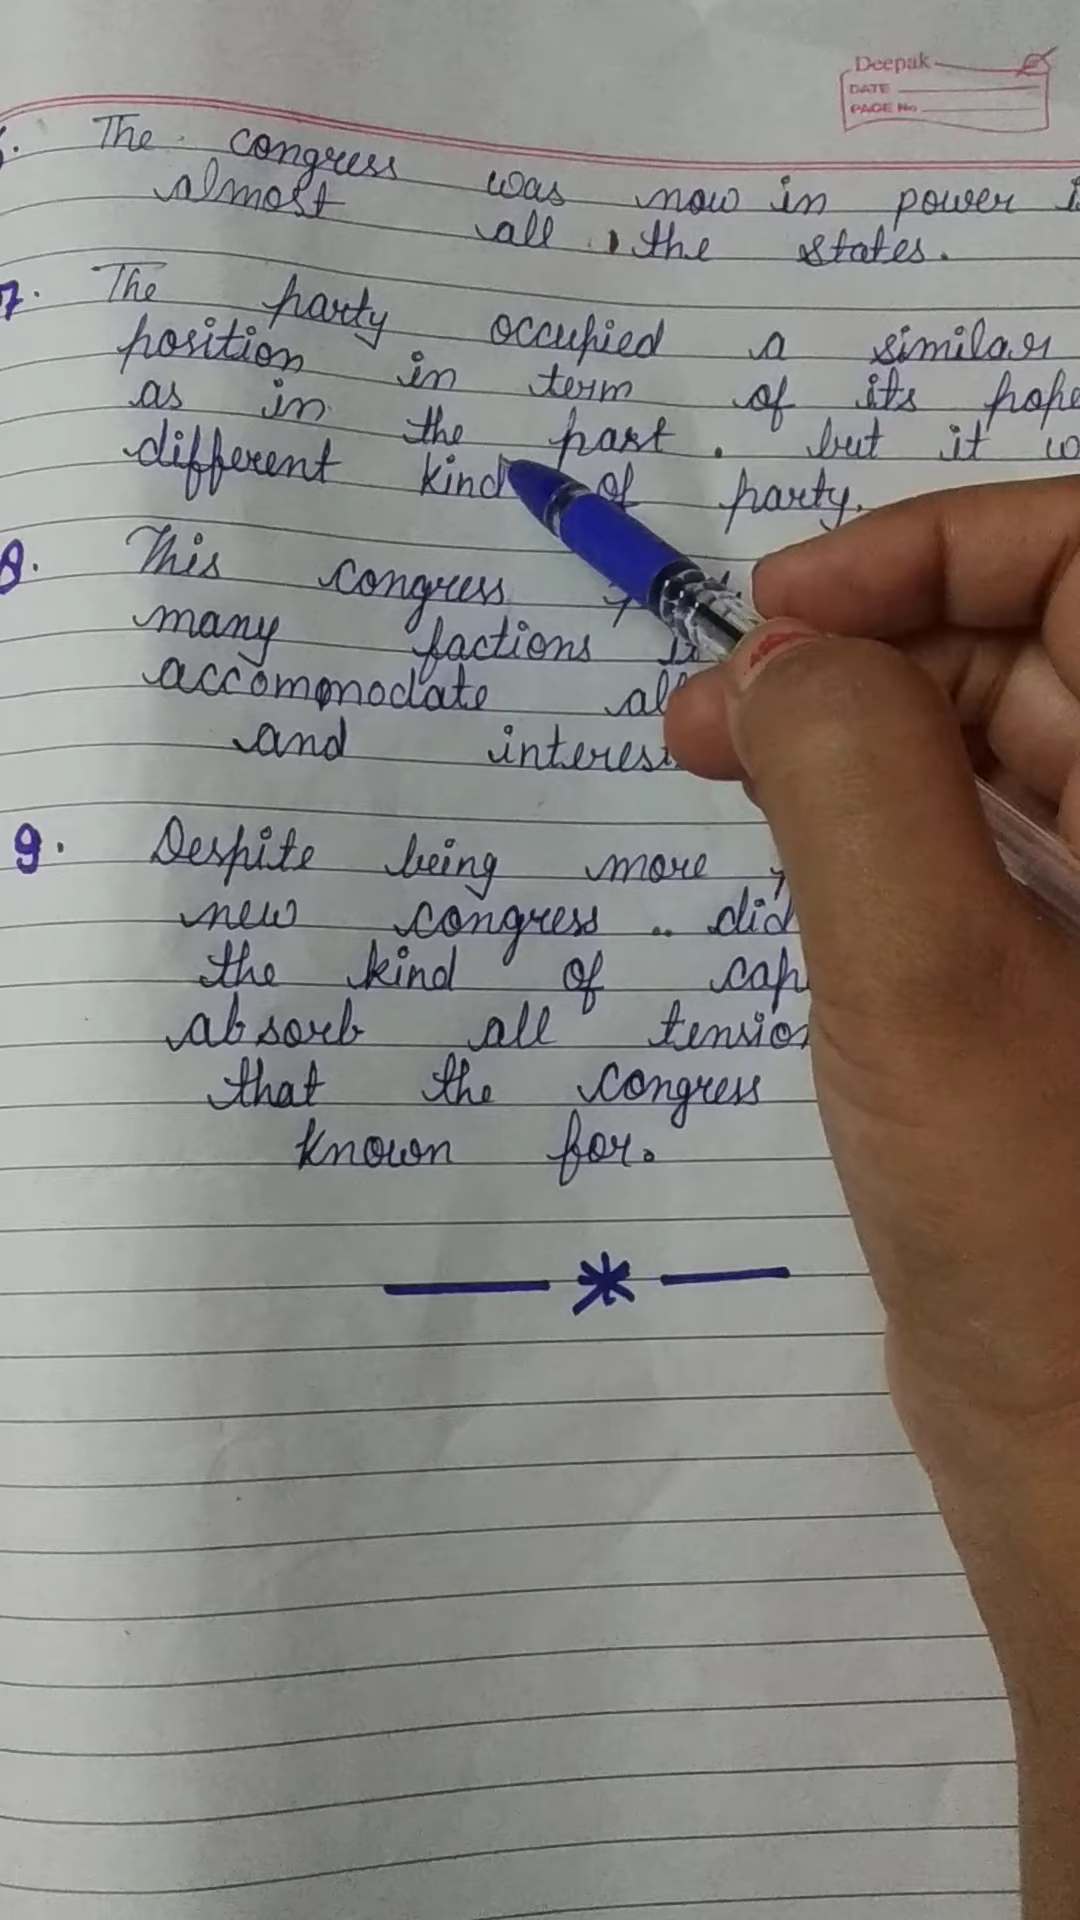 Deepak
DATE
PAGE No
The congress was now in power
almost all the states.
7. The party occupied a similar
position in term of its
as in the past. but it
different kind of party.
8. This congress
many factions
accommodate
and
9. Despite being more
new congress .. did
the kind of
absorb all
that the congress
known for.